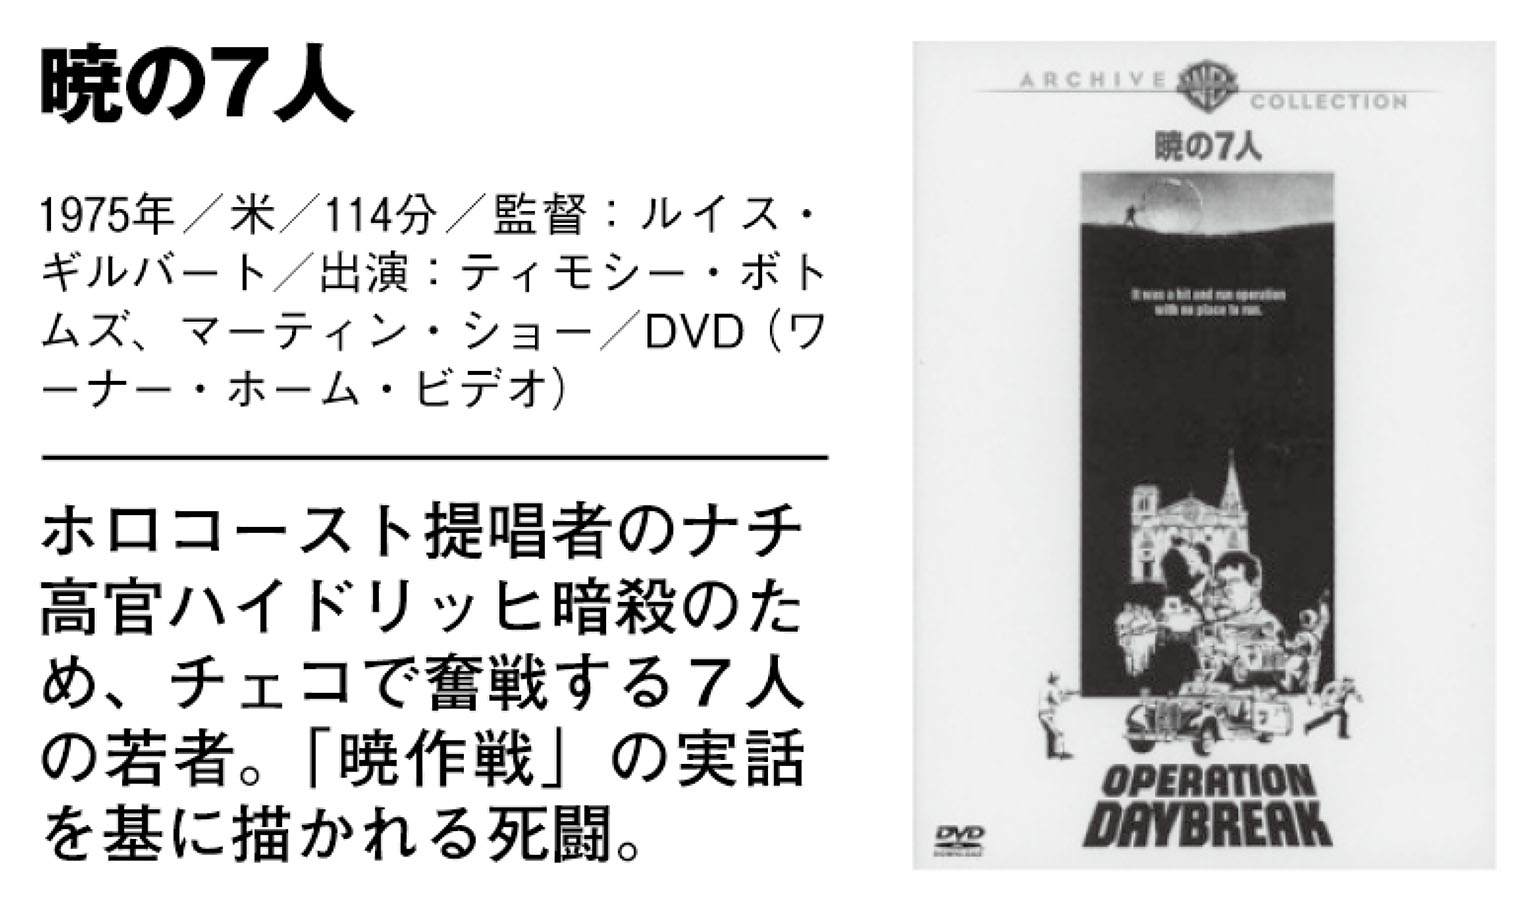 暁の7人
1975年／米／114分／監督：ルイス・
ギルバート／出演：ティモシー・ボト
ムズ、マーティン・ショー／DVD（ワ
ーナー・ホーム・ビデオ）
ホロコースト提唱者のナチ
高官ハイドリッヒ暗殺のた
め、チェコで奮戦する７人
の若者。「暁作戦」の実話
を基に描かれる死闘。
ARCHIVE WB COLLECTION
暁の7人
It was a hit and run operation
with no place to run.
OPERATION
DAYBREAK
DVD
DOWNLOAD